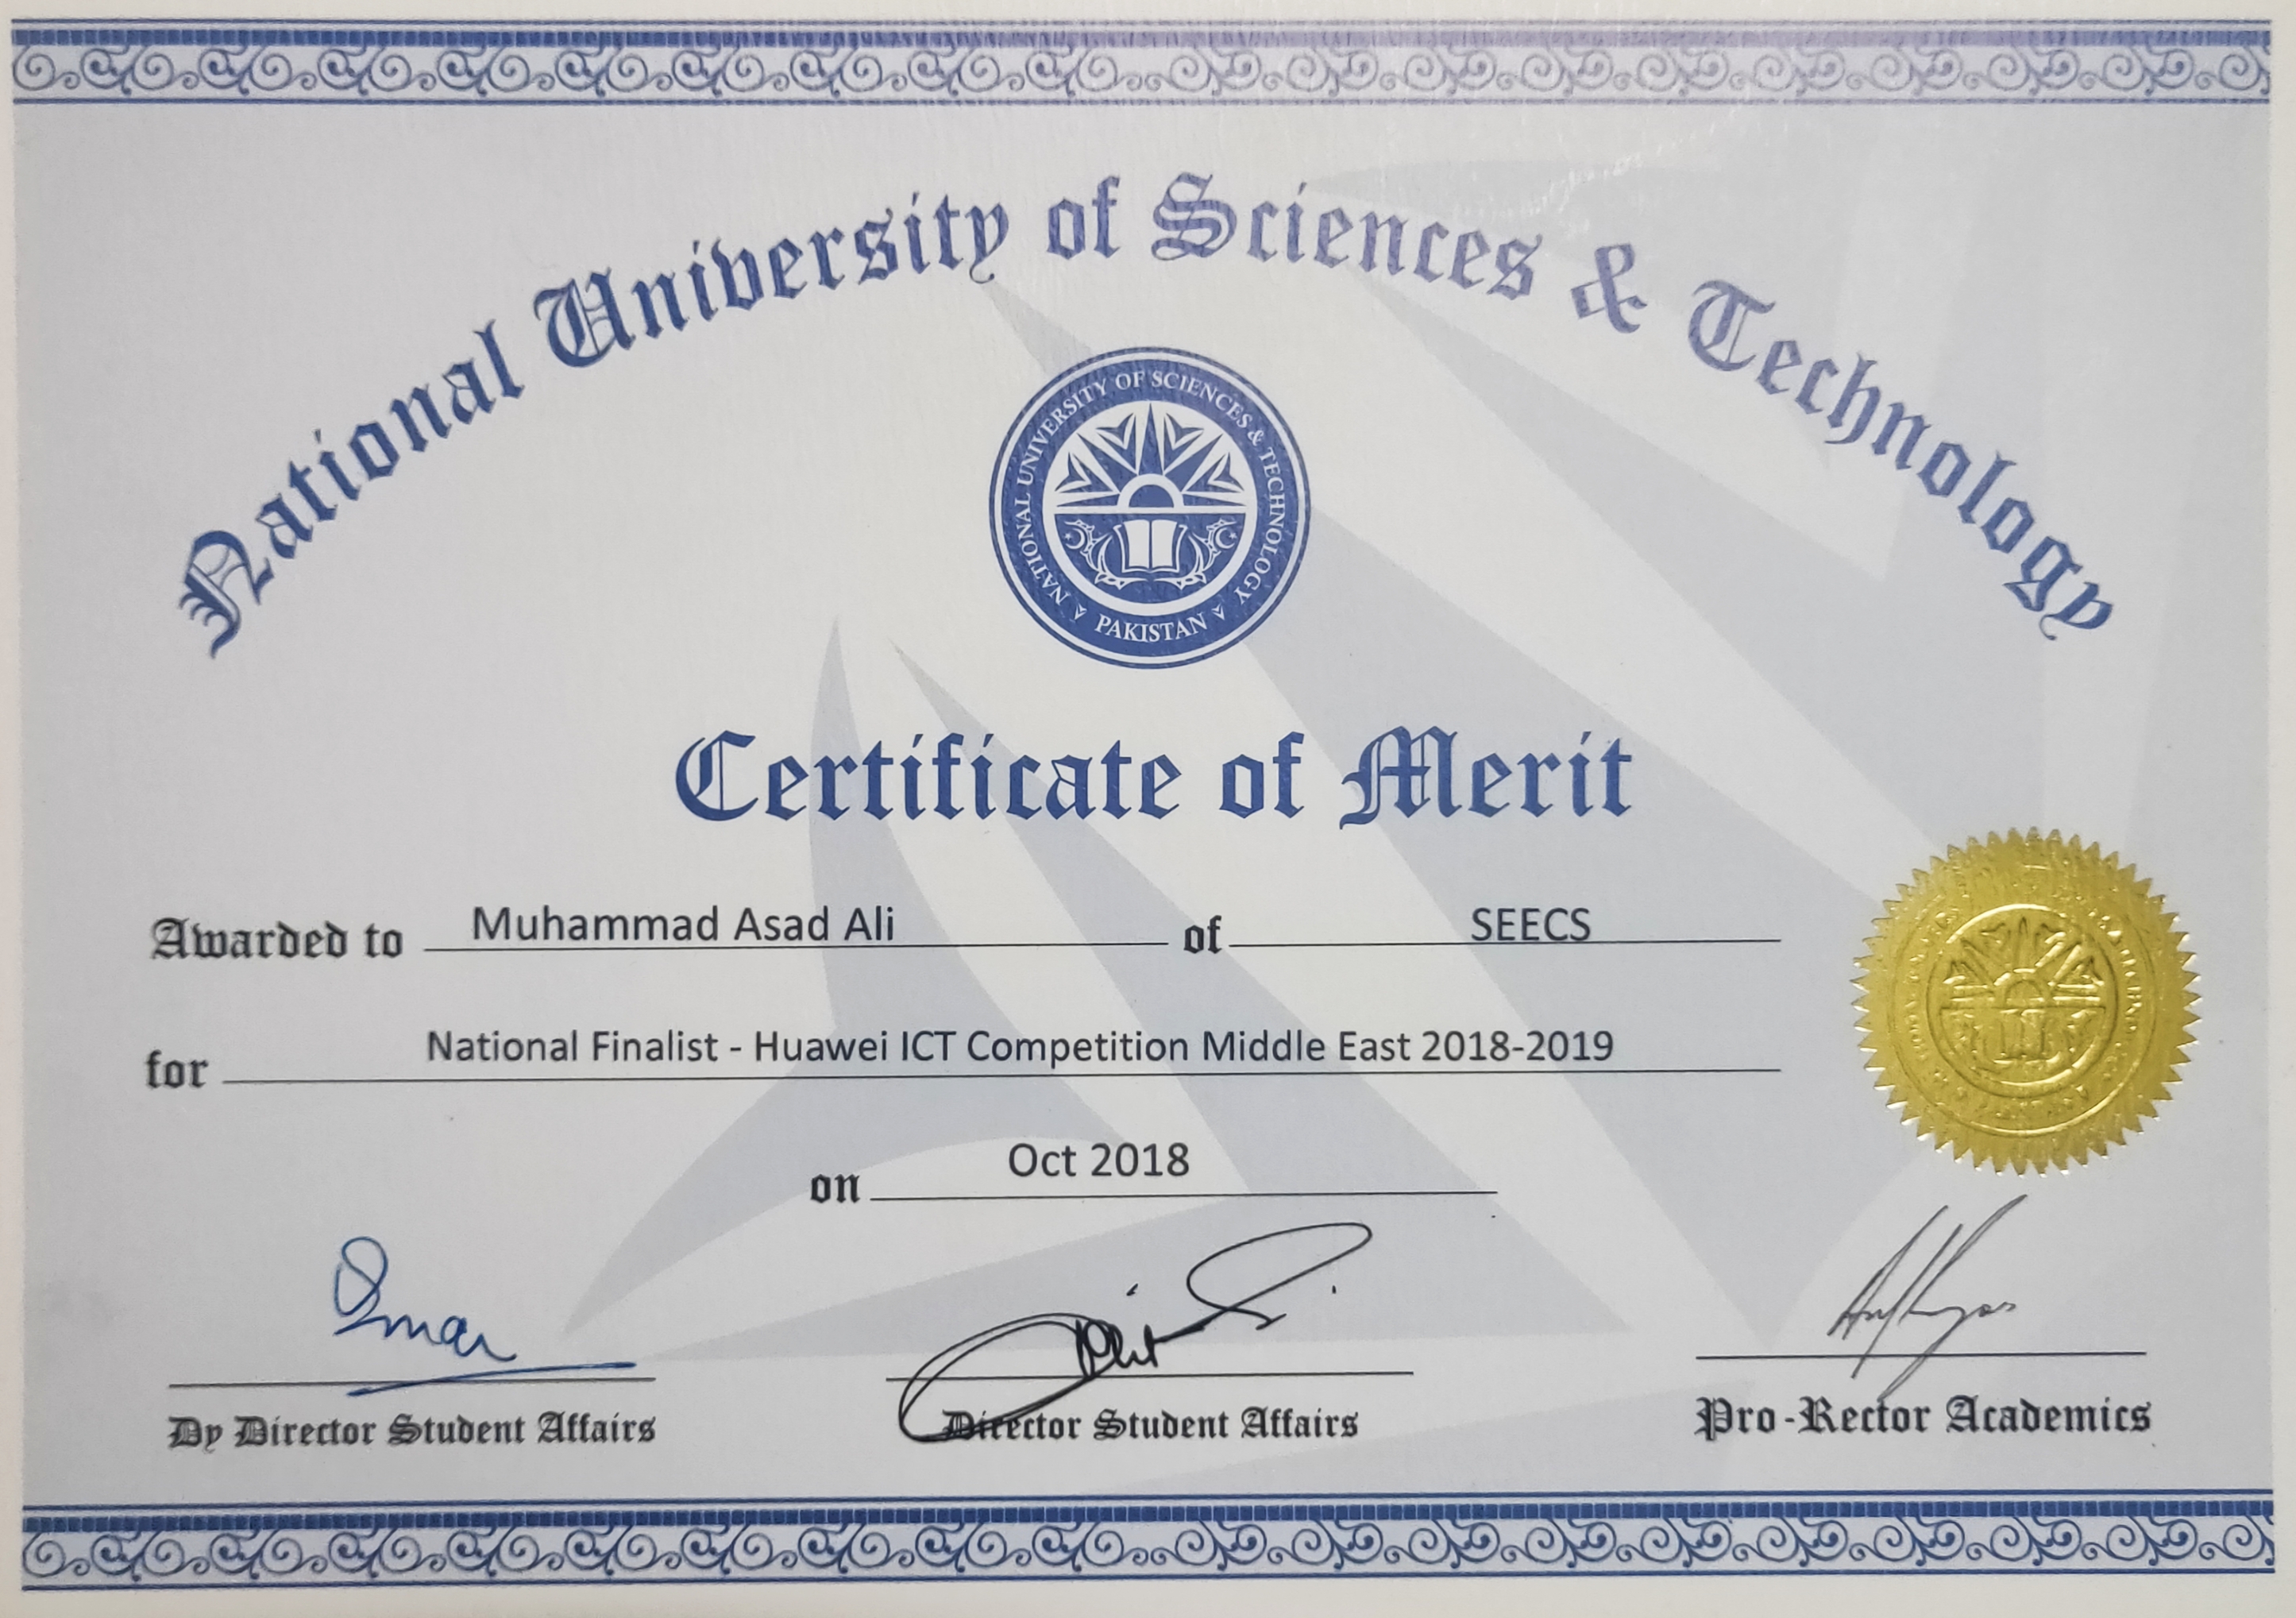 National University of Sciences & Technology
NATIONAL UNIVERSITY OF SCIENCES & TECHNOLOGY
PAKISTAN
Certificate of Merit
Awarded to Muhammad Asad Ali of SEECS
for National Finalist - Huawei ICT Competition Middle East 2018-2019
on Oct 2018
Dy Director Student Affairs Director Student Affairs Pro-Rector Academics